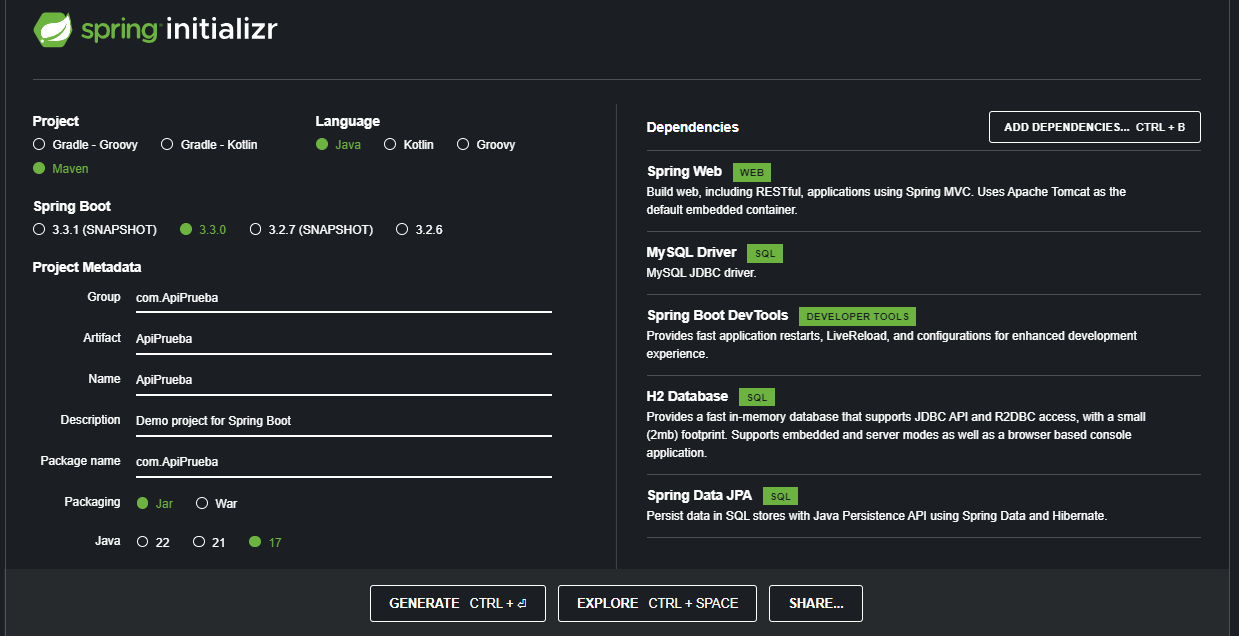 spring initializr
Project
Gradle - Groovy Gradle - Kotlin
Maven
Language
Java Kotlin Groovy
Spring Boot
3.3.1 (SNAPSHOT) 3.3.0 3.2.7 (SNAPSHOT) 3.2.6
Project Metadata
Group com.ApiPrueba
Artifact ApiPrueba
Name ApiPrueba
Description Demo project for Spring Boot
Package name com.ApiPrueba
Packaging Jar War
Java 22 21 17
Dependencies
ADD DEPENDENCIES... CTRL + B
Spring Web WEB
Build web, including RESTful, applications using Spring MVC. Uses Apache Tomcat as the
default embedded container.
MySQL Driver SQL
MySQL JDBC driver.
Spring Boot DevTools DEVELOPER TOOLS
Provides fast application restarts, LiveReload, and configurations for enhanced development
experience.
H2 Database SQL
Provides a fast in-memory database that supports JDBC API and R2DBC access, with a small
(2mb) footprint. Supports embedded and server modes as well as a browser based console
application.
Spring Data JPA SQL
Persist data in SQL stores with Java Persistence API using Spring Data and Hibernate.
GENERATE CTRL + ⏎
EXPLORE CTRL + SPACE
SHARE...